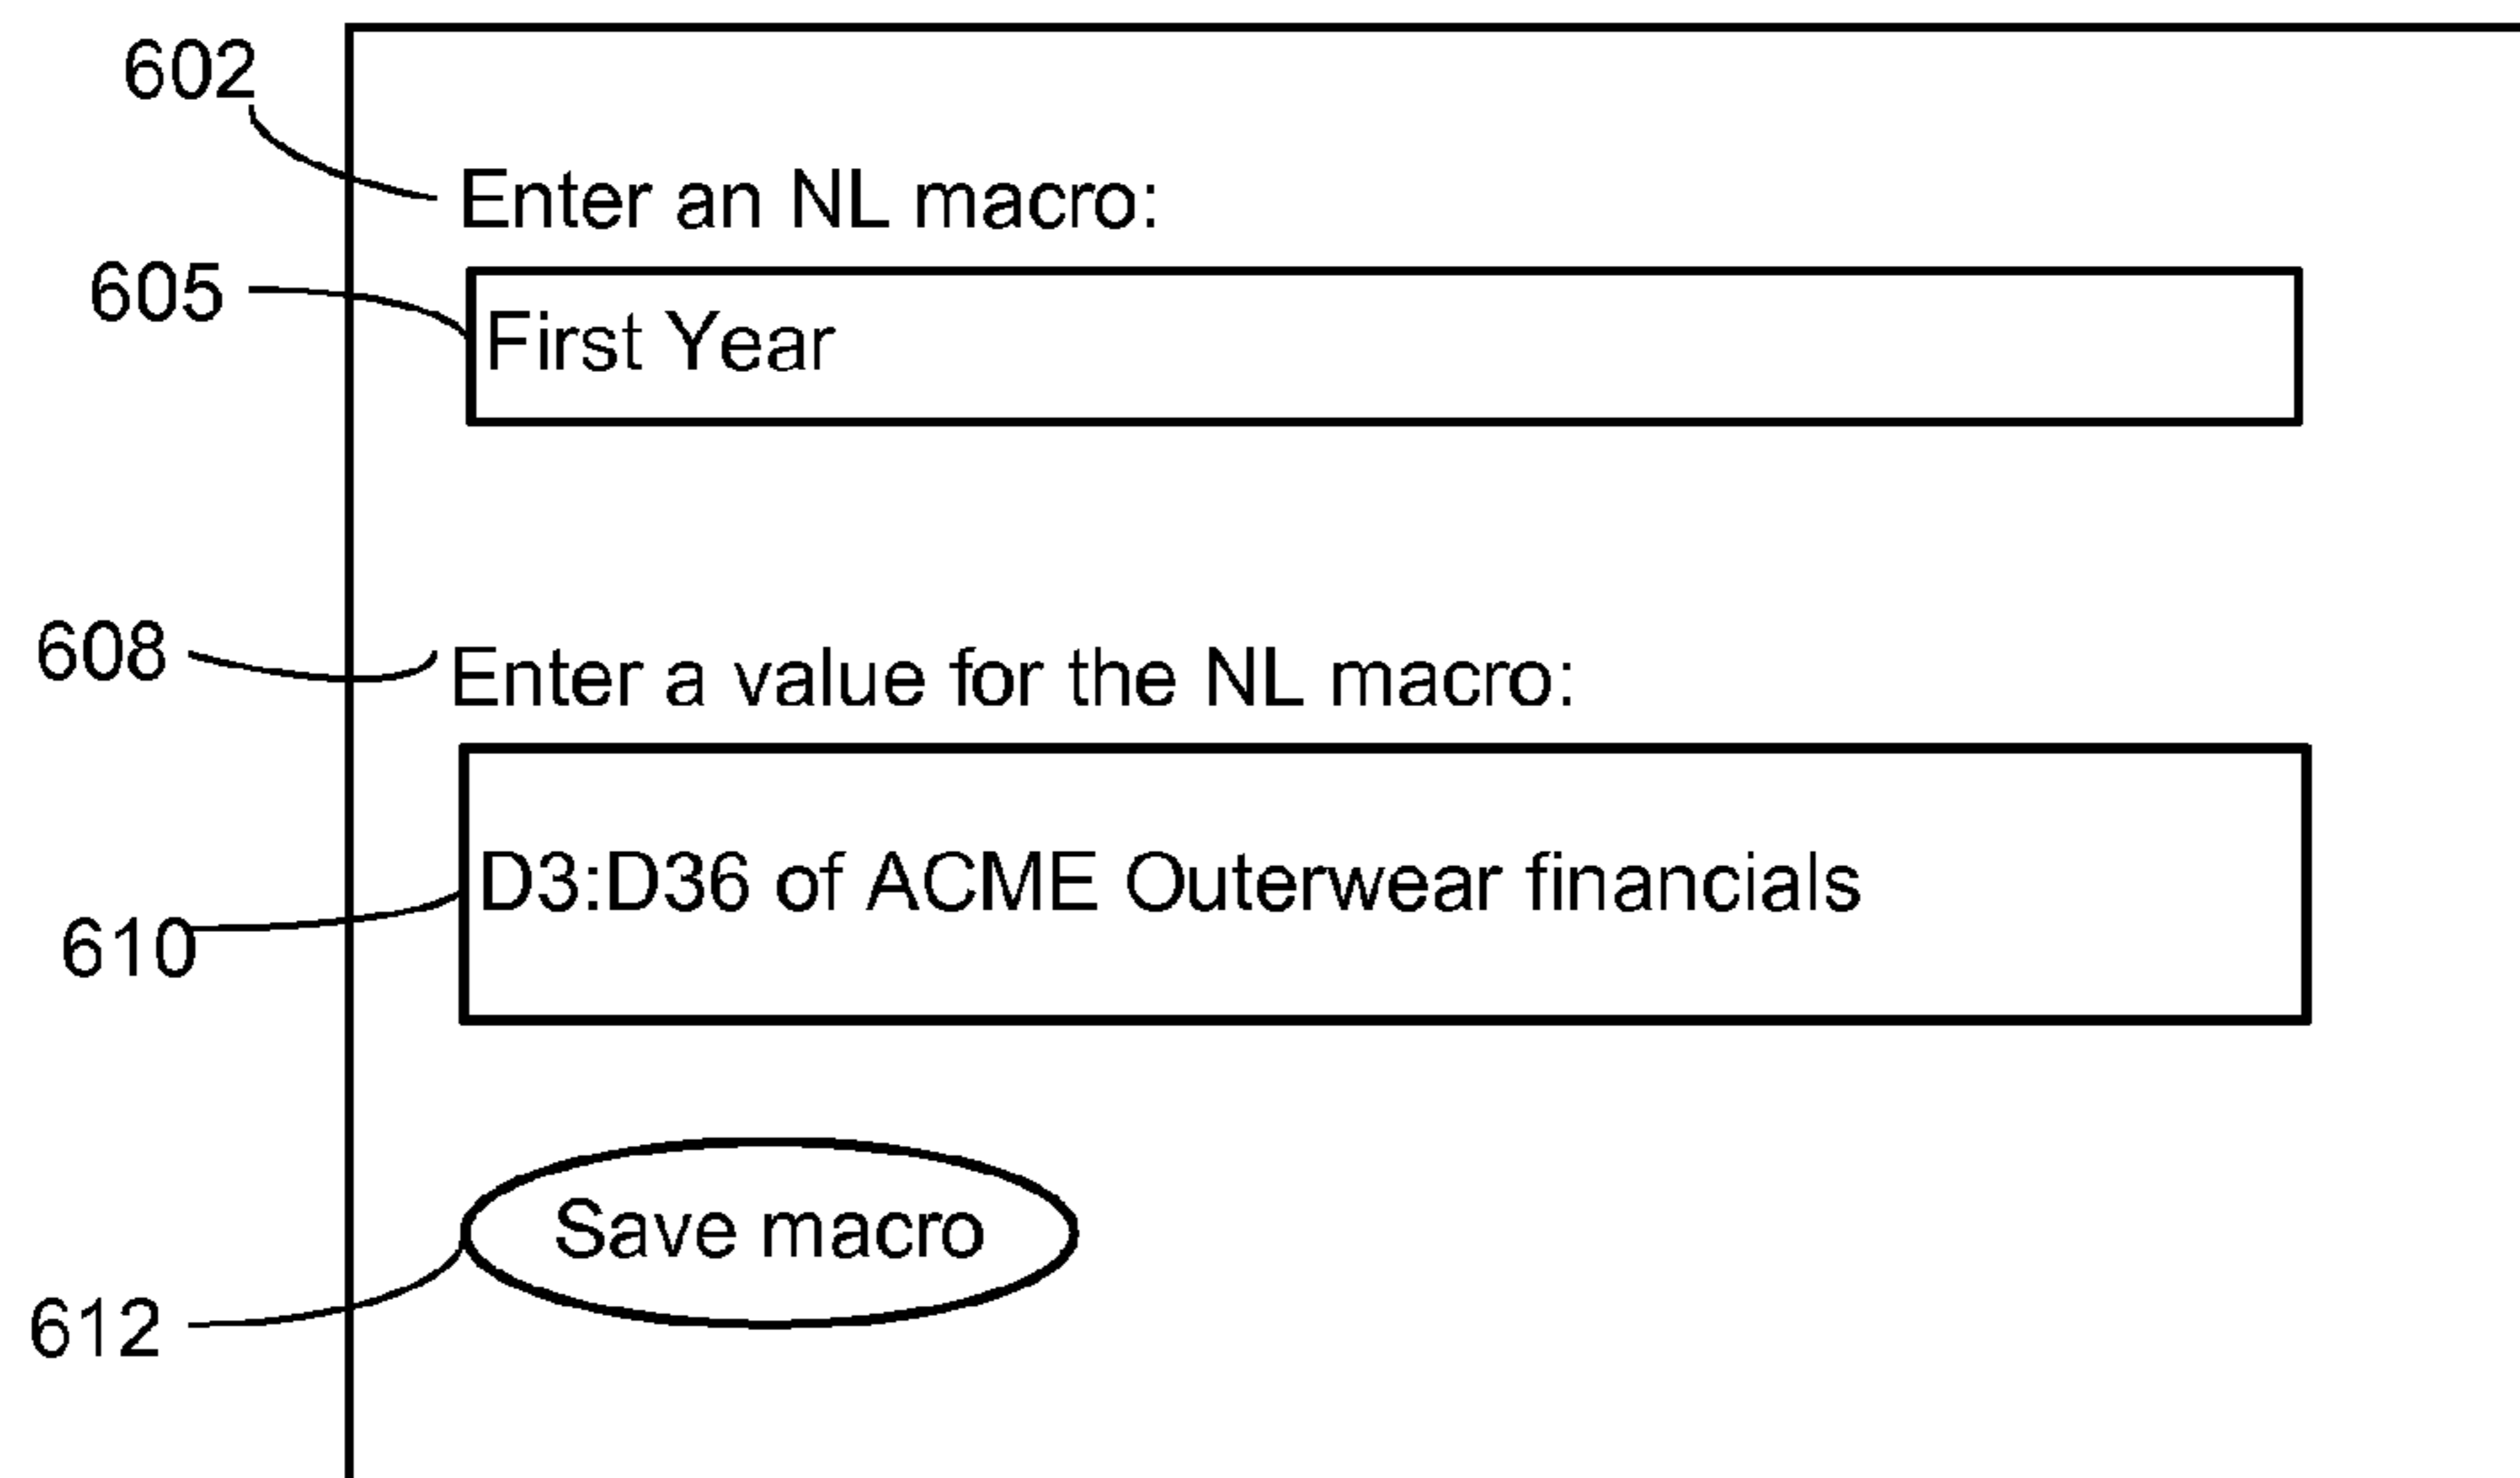 602
Enter an NL macro:
605
First Year
608
Enter a value for the NL macro:
D3:D36 of ACME Outerwear financials
610
Save macro
612